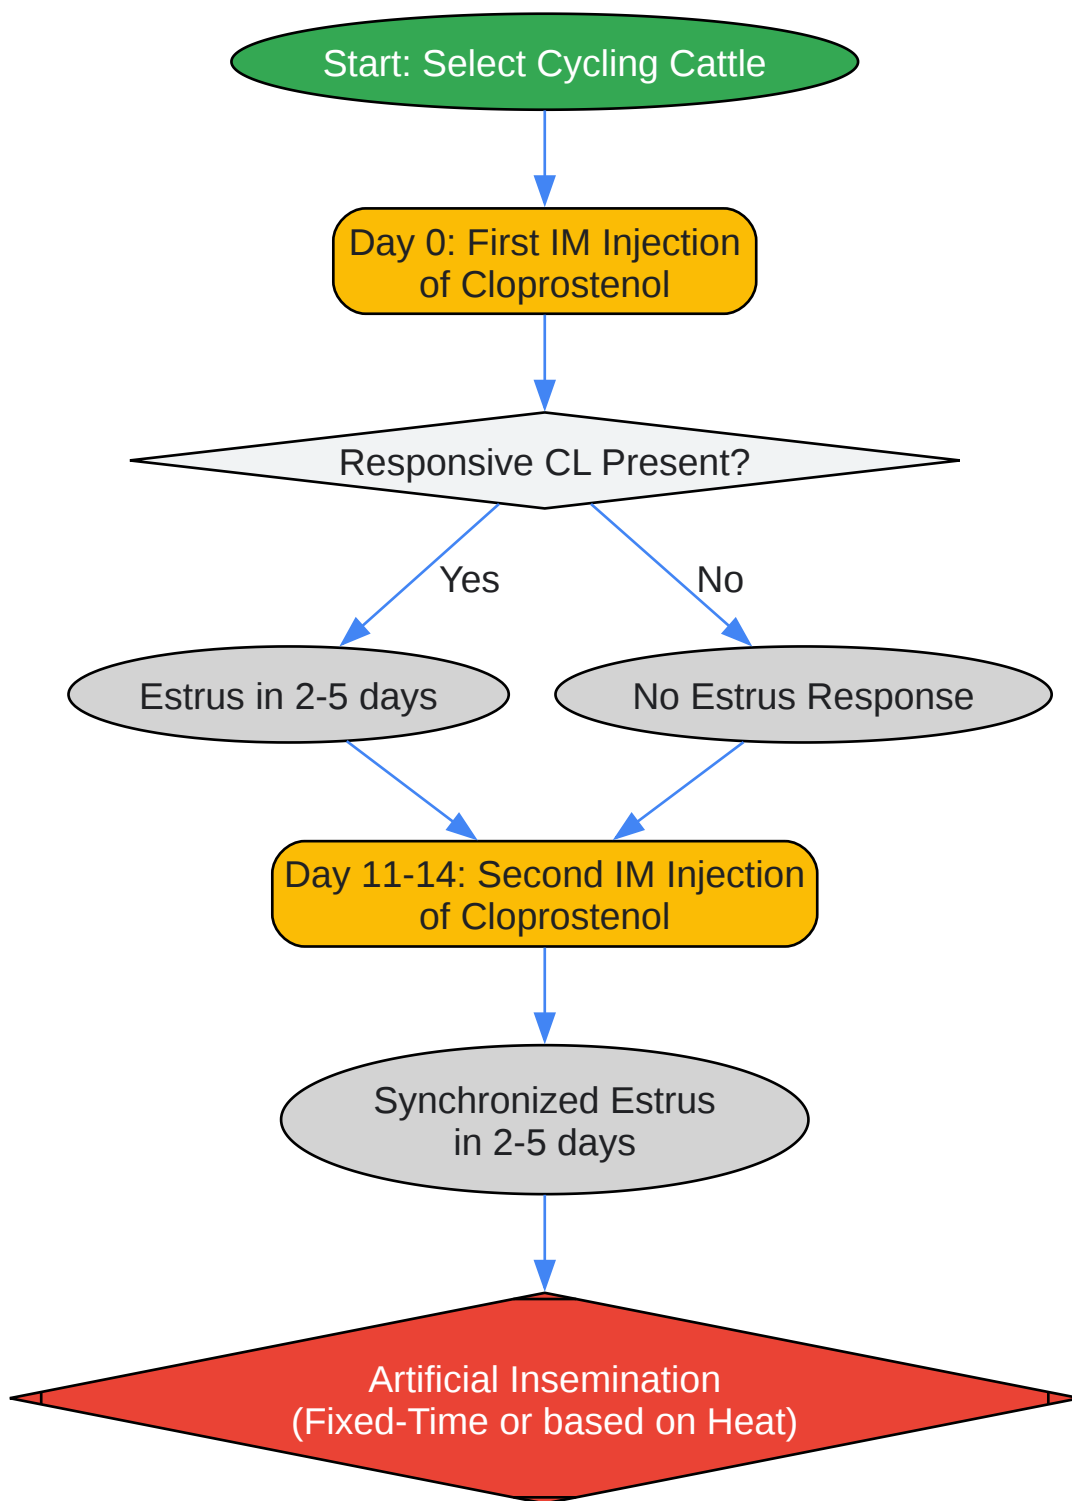 Start: Select Cycling Cattle
Day 0: First IM Injection
of Cloprostenol
Responsive CL Present?
Yes
No
Estrus in 2-5 days
No Estrus Response
Day 11-14: Second IM Injection
of Cloprostenol
Synchronized Estrus
in 2-5 days
Artificial Insemination
(Fixed-Time or based on Heat)